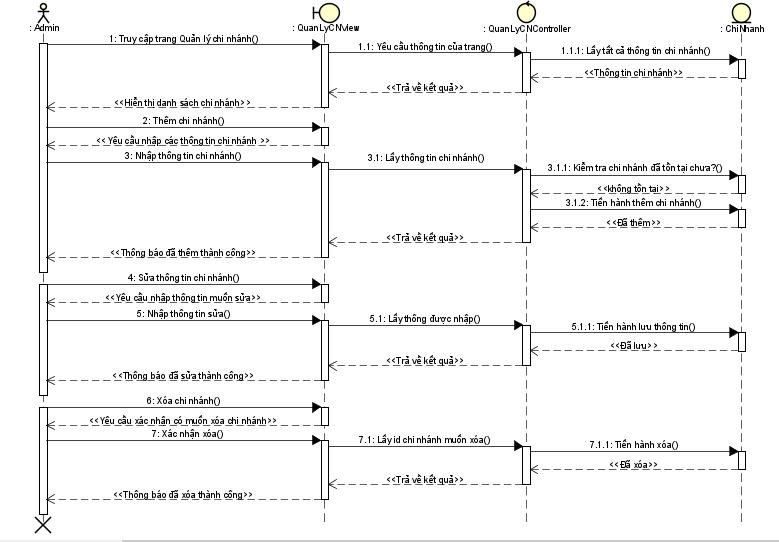 : Admin
: QuanLyCNview
: QuanLyCNController
: ChiNhanh
1: Truy cập trang Quản lý chi nhánh()
1.1: Yêu cầu thông tin của trang()
1.1.1: Lấy tất cả thông tin chi nhánh()
<<Thông tin chi nhánh>>
<<Trả về kết quả>>
<<Hiển thị danh sách chi nhánh>>
2: Thêm chi nhánh()
<< Yêu cầu nhập các thông tin chi nhánh >>
3: Nhập thông tin chi nhánh()
3.1: Lấy thông tin chi nhánh()
3.1.1: Kiểm tra chi nhánh đã tồn tại chưa?()
<<không tồn tại>>
3.1.2: Tiến hành thêm chi nhánh()
<<Đã thêm>>
<<Trả về kết quả>>
<<Thông báo đã thêm thành công>>
4: Sửa thông tin chi nhánh()
<<Yêu cầu nhập thông tin muốn sửa>>
5: Nhập thông tin sửa()
5.1: Lấy thông được nhập()
5.1.1: Tiến hành lưu thông tin()
<<Đã lưu>>
<<Trả về kết quả>>
<<Thông báo đã sửa thành công>>
6: Xóa chi nhánh()
<<Yêu cầu xác nhận có muốn xóa chi nhánh>>
7: Xác nhận xóa()
7.1: Lấy id chi nhánh muốn xóa()
7.1.1: Tiến hành xóa()
<<Đã xóa>>
<<Trả về kết quả>>
<<Thông báo đã xóa thành công>>